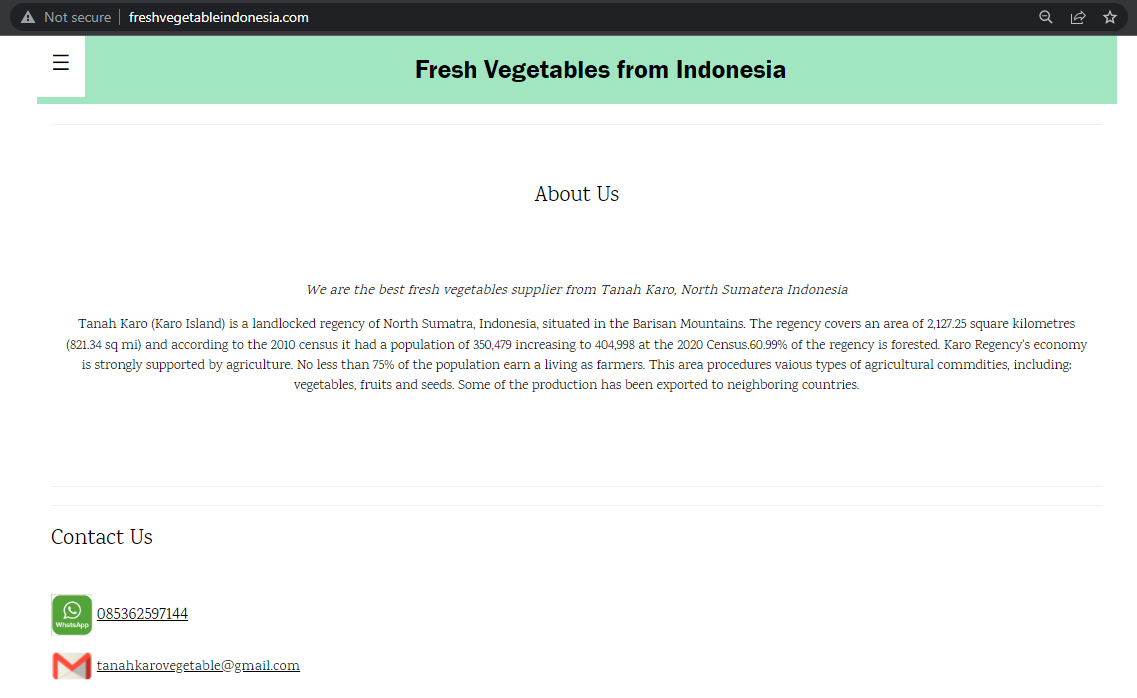 Not secure freshvegetableindonesia.com
Fresh Vegetables from Indonesia
About Us
We are the best fresh vegetables supplier from Tanah Karo, North Sumatera Indonesia
Tanah Karo (Karo Island) is a landlocked regency of North Sumatra, Indonesia, situated in the Barisan Mountains. The regency covers an area of 2,127.25 square kilometres
(821.34 sq mi) and according to the 2010 census it had a population of 350,479 increasing to 404,998 at the 2020 Census.60.99% of the regency is forested. Karo Regency's economy
is strongly supported by agriculture. No less than 75% of the population earn a living as farmers. This area procedures vaious types of agricultural commdities, including:
vegetables, fruits and seeds. Some of the production has been exported to neighboring countries.
Contact Us
WhatsApp 085362597144
tanahkarovegetable@gmail.com